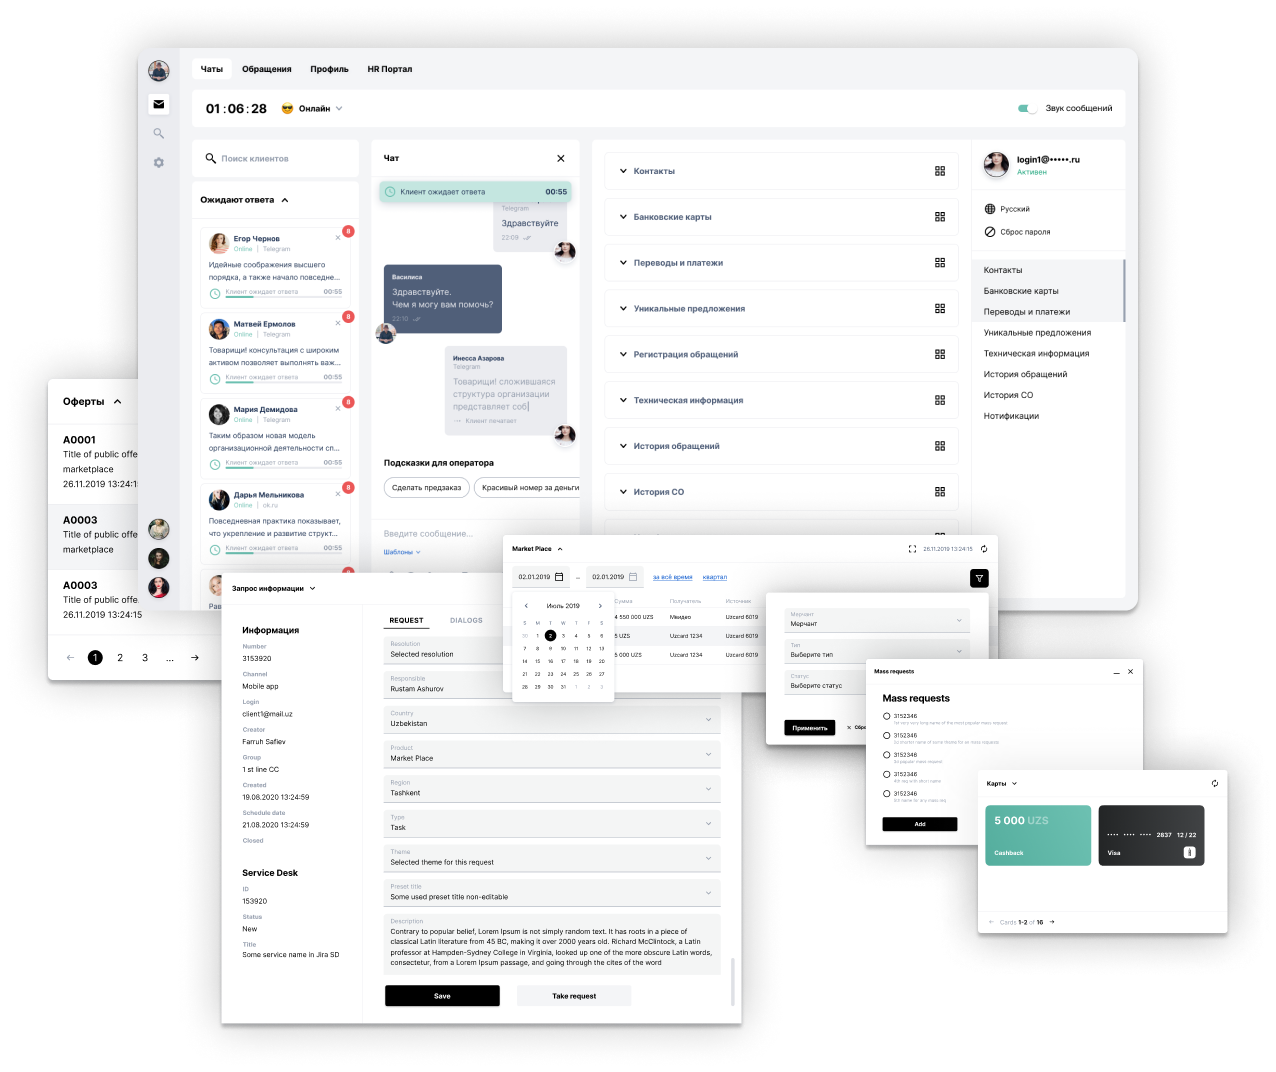 Чаты
Обращения
Профиль
HR Портал
01 : 06 : 28
Онлайн
Звук сообщений
Поиск клиентов
Ожидают ответа
8
Егор Чернов
Online | Telegram
Идейные соображения высшего
порядка, а также начало повседне...
Клиент ожидает ответа 00:55
8
Матвей Ермолов
Online | Telegram
Товарищи! консультация с широким
активом позволяет выполнять важ...
Клиент ожидает ответа 00:55
8
Мария Демидова
Online | Telegram
Таким образом новая модель
организационной деятельности сп...
Клиент ожидает ответа 00:55
8
Дарья Мельникова
Online | ok.ru
Повседневная практика показывает,
что укрепление и развитие структ...
Клиент ожидает ответа 00:55
8
Чат
Клиент ожидает ответа 00:55
Telegram
Здравствуйте
22:09
Василиса
Здравствуйте.
Чем я могу вам помочь?
22:10
Инесса Азарова
Telegram
Товарищи! сложившаяся
структура организации
представляет соб
Клиент печатает
Подсказки для оператора
Сделать предзаказ
Красивый номер за деньги
Введите сообщение...
Шаблоны
Контакты
Банковские карты
Переводы и платежи
Уникальные предложения
Регистрация обращений
Техническая информация
История обращений
История СО
login1@•••••.ru
Активен
Русский
Сброс пароля
Контакты
Банковские карты
Переводы и платежи
Уникальные предложения
Техническая информация
История обращений
История СО
Нотификации
Оферты
A0001
Title of public offe
marketplace
26.11.2019 13:24:1
A0003
Title of public offe
marketplace
A0003
Title of public offe
26.11.2019 13:24:15
1 2 3 ...
Запрос информации
Информация
Number
3153920
Channel
Mobile app
Login
client1@mail.uz
Creator
Farruh Safiev
Group
1 st line CC
Created
19.08.2020 13:24:59
Schedule date
21.08.2020 13:24:59
Closed
Service Desk
ID
153920
Status
New
Title
Some service name in Jira SD
REQUEST
DIALOGS
Resolution
Selected resolution
Responsible
Rustam Ashurov
Country
Uzbekistan
Product
Market Place
Region
Tashkent
Type
Task
Theme
Selected theme for this request
Preset title
Some used preset title non-editable
Description
Contrary to popular belief, Lorem Ipsum is not simply random text. It has roots in a piece of
classical Latin literature from 45 BC, making it over 2000 years old. Richard McClintock, a Latin
professor at Hampden-Sydney College in Virginia, looked up one of the more obscure Latin words,
consectetur, from a Lorem Ipsum passage, and going through the cites of the word
Save
Take request
Market Place
26.11.2019 13:24:15
02.01.2019 – 02.01.2019
за всё время
квартал
Июль 2019
S M T W T F S
30 1 2 3 4 5 6
7 8 9 10 11 12 13
14 15 16 17 18 19 20
21 22 23 24 25 26 27
28 29 30 31 1 2 3
Сумма Получатель Источник
4 550 000 UZS Миндео Uzcard 6019
5 UZS Uzcard 1234 Uzcard 6019
5 000 UZS Uzcard 1234 Uzcard 6019
Мерчант
Мерчант
Тип
Выберите тип
Статус
Выберите статус
Применить
Mass requests
Mass requests
3152346
3152346
3152346
3d popular mass request
3152346
3152346
Add
Карты
5 000 UZS
Cashback
•••• •••• •••• 2837 12 / 22
Visa
Cards 1-2 of 16